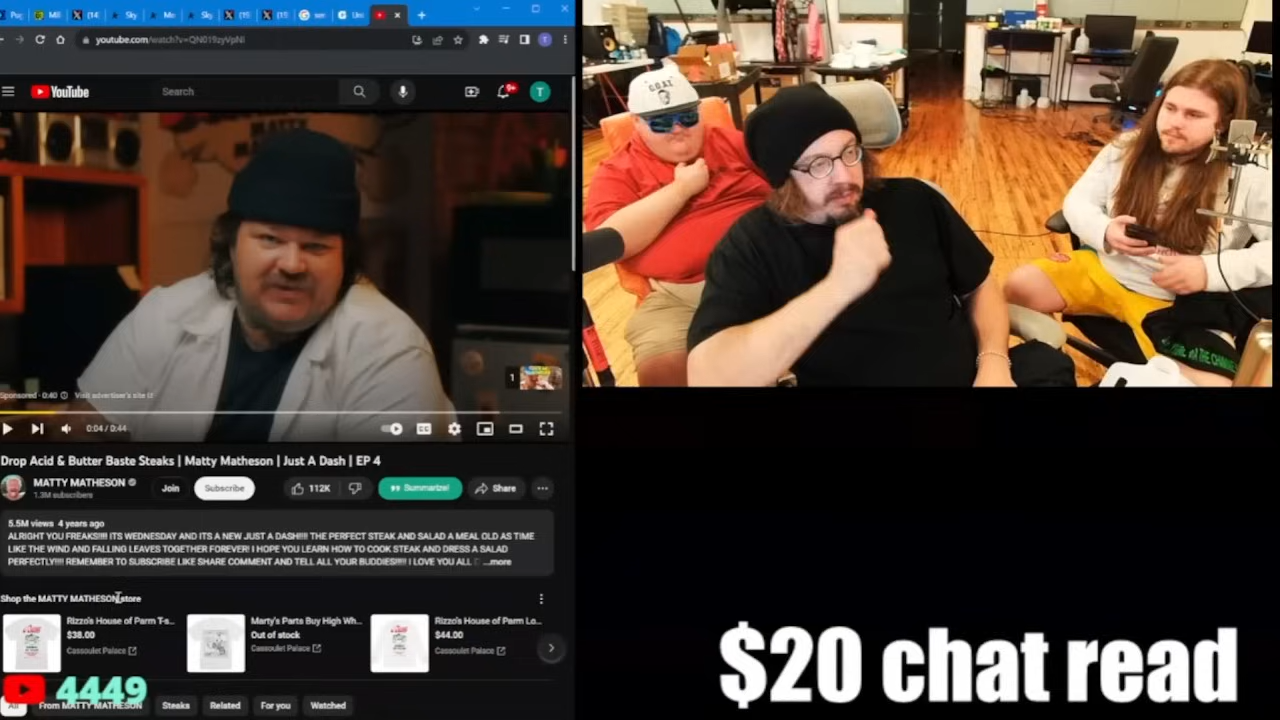 youtube.com/watch?v=QN019zyVpNI
YouTube
Search
9+
T
1
Sponsored · 0:40
Visit advertiser's site
0:04 / 0:44
Drop Acid & Butter Baste Steaks | Matty Matheson | Just A Dash | EP 4
MATTY MATHESON
1.3M subscribers
Join
Subscribe
112K
Summarize!
Share
5.5M views 4 years ago
ALRIGHT YOU FREAKS!!!! ITS WEDNESDAY AND ITS A NEW JUST A DASH!!!! THE PERFECT STEAK AND SALAD A MEAL OLD AS TIME
LIKE THE WIND AND FALLING LEAVES TOGETHER FOREVER! I HOPE YOU LEARN HOW TO COOK STEAK AND DRESS A SALAD
PERFECTLY!!!! REMEMBER TO SUBSCRIBE LIKE SHARE COMMENT AND TELL ALL YOUR BUDDIES!!!!! I LOVE YOU ALL ...more
Shop the MATTY MATHESON store
Rizzo's House of Parm T-s...
$38.00
Cassoulet Palace
Marty's Parts Buy High Wh...
Out of stock
Cassoulet Palace
Rizzo's House of Parm Lo...
$44.00
Cassoulet Palace
4449
All
From MATTY MATHESON
Steaks
Related
For you
Watched
G.O.A.T
$20 chat read